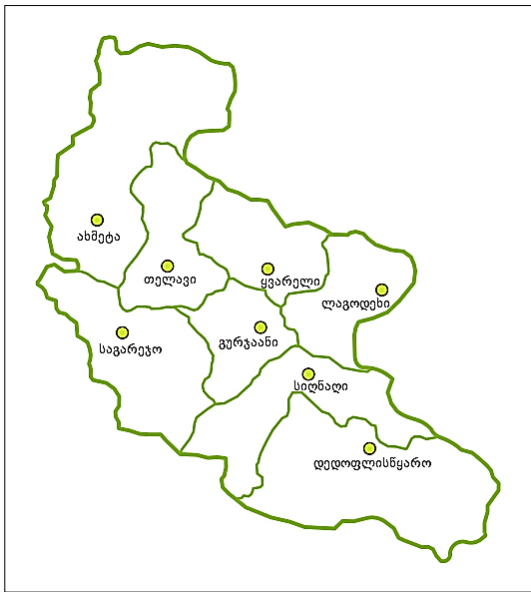 ახმეტა
თელავი
ყვარელი
ლაგოდეხი
საგარეჯო
გურჯაანი
სიღნაღი
დედოფლისწყარო